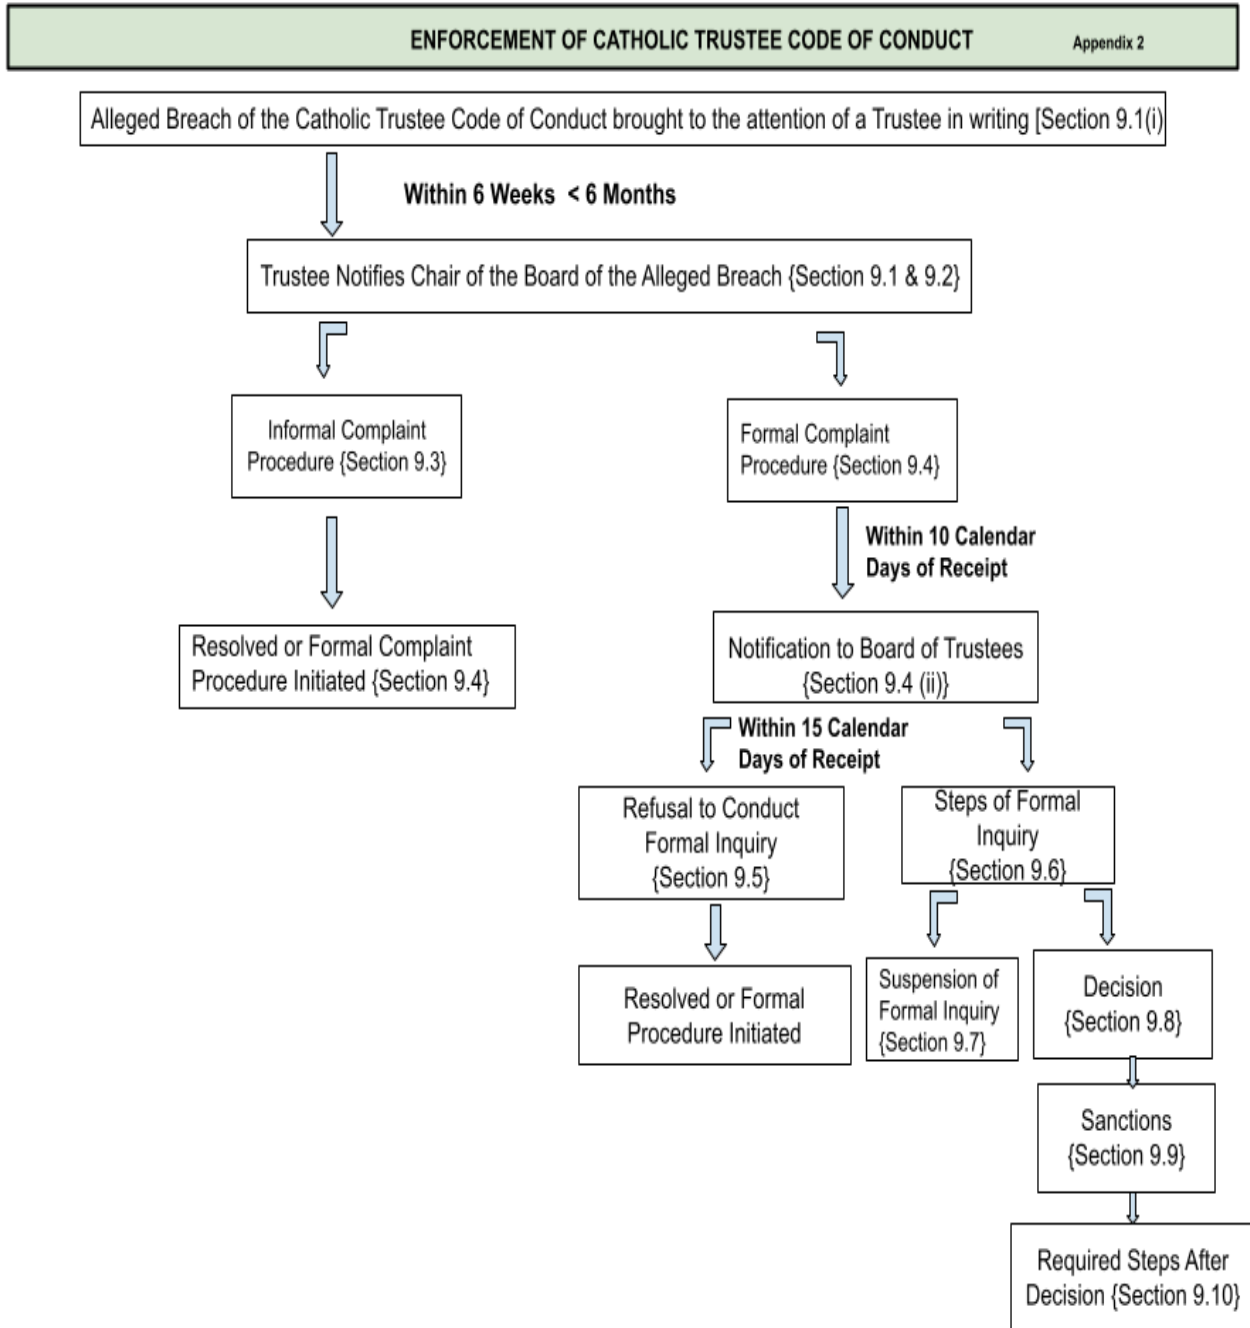 ENFORCEMENT OF CATHOLIC TRUSTEE CODE OF CONDUCT Appendix 2
Alleged Breach of the Catholic Trustee Code of Conduct brought to the attention of a Trustee in writing [Section 9.1(i)
Within 6 Weeks < 6 Months
Trustee Notifies Chair of the Board of the Alleged Breach {Section 9.1 & 9.2}
Informal Complaint
Procedure {Section 9.3}
Formal Complaint
Procedure {Section 9.4}
Within 10 Calendar
Days of Receipt
Resolved or Formal Complaint
Procedure Initiated {Section 9.4}
Notification to Board of Trustees
{Section 9.4 (ii)}
Within 15 Calendar
Days of Receipt
Refusal to Conduct
Formal Inquiry
{Section 9.5}
Steps of Formal
Inquiry
{Section 9.6}
Resolved or Formal
Procedure Initiated
Suspension of
Formal Inquiry
{Section 9.7}
Decision
{Section 9.8}
Sanctions
{Section 9.9}
Required Steps After
Decision {Section 9.10}